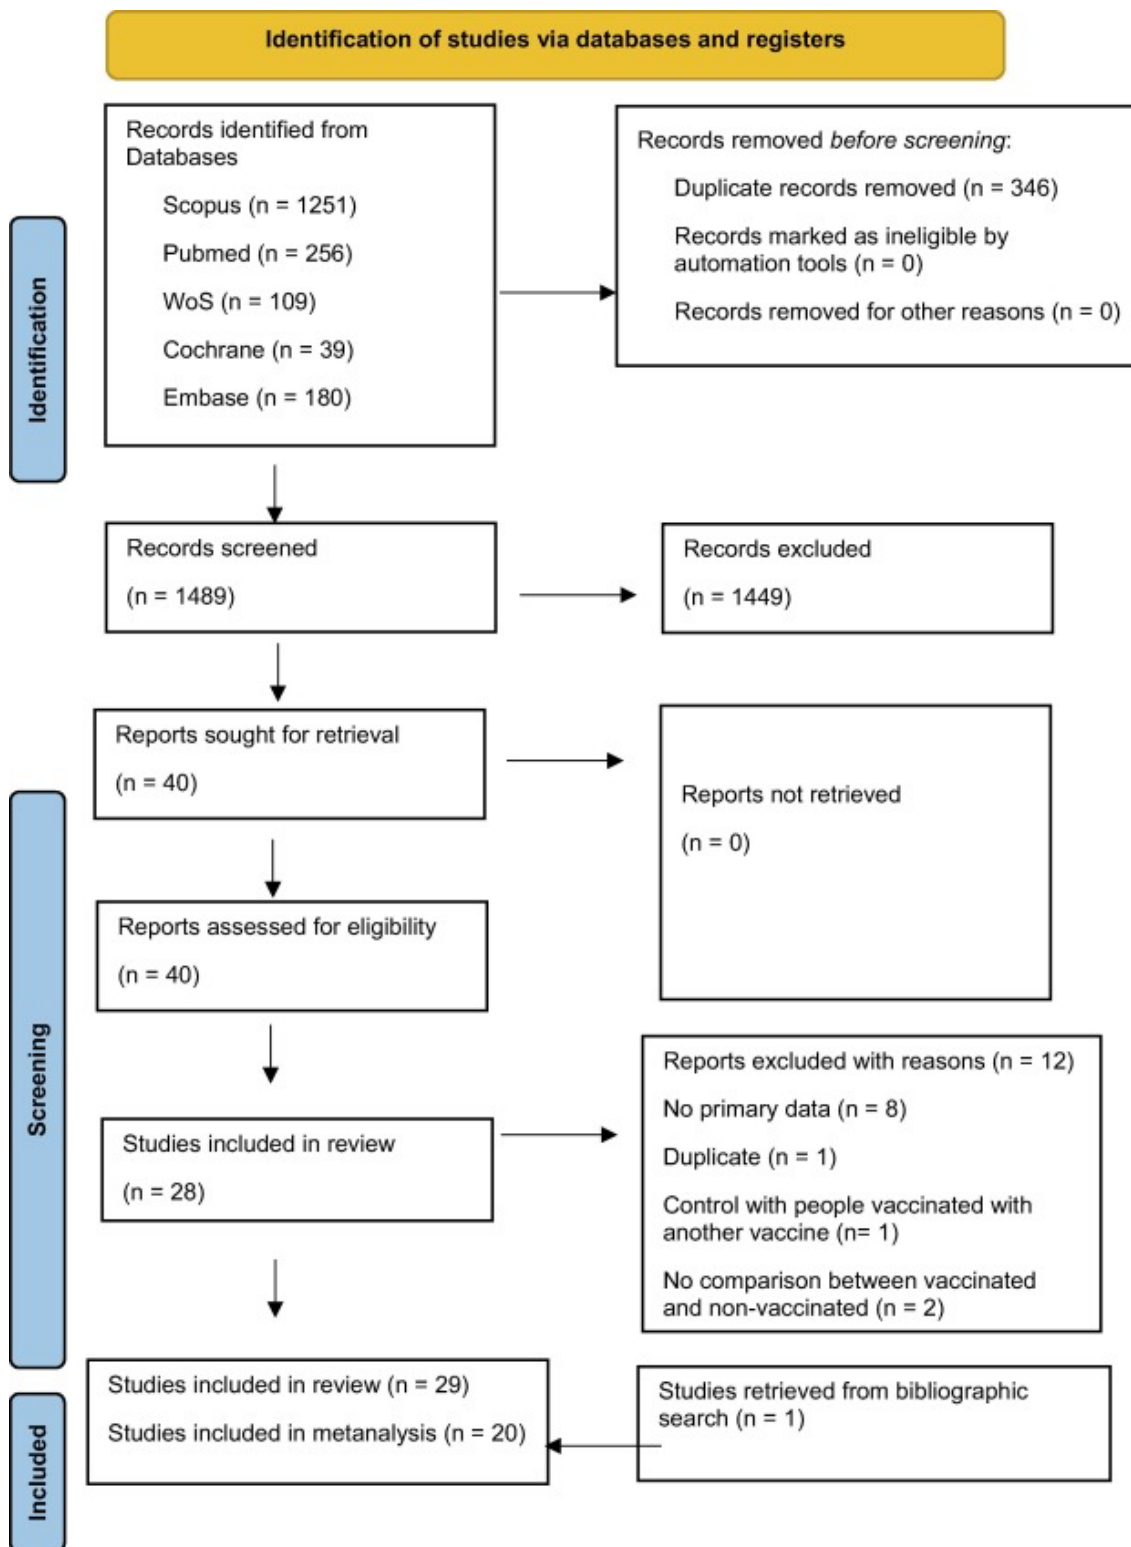 Identification of studies via databases and registers
Identification
Records identified from
Databases
Scopus (n = 1251)
Pubmed (n = 256)
WoS (n = 109)
Cochrane (n = 39)
Embase (n = 180)
Records removed before screening:
Duplicate records removed (n = 346)
Records marked as ineligible by
automation tools (n = 0)
Records removed for other reasons (n = 0)
Records screened
(n = 1489)
Records excluded
(n = 1449)
Screening
Reports sought for retrieval
(n = 40)
Reports not retrieved
(n = 0)
Reports assessed for eligibility
(n = 40)
Studies included in review
(n = 28)
Reports excluded with reasons (n = 12)
No primary data (n = 8)
Duplicate (n = 1)
Control with people vaccinated with
another vaccine (n= 1)
No comparison between vaccinated
and non-vaccinated (n = 2)
Included
Studies included in review (n = 29)
Studies included in metanalysis (n = 20)
Studies retrieved from bibliographic
search (n = 1)